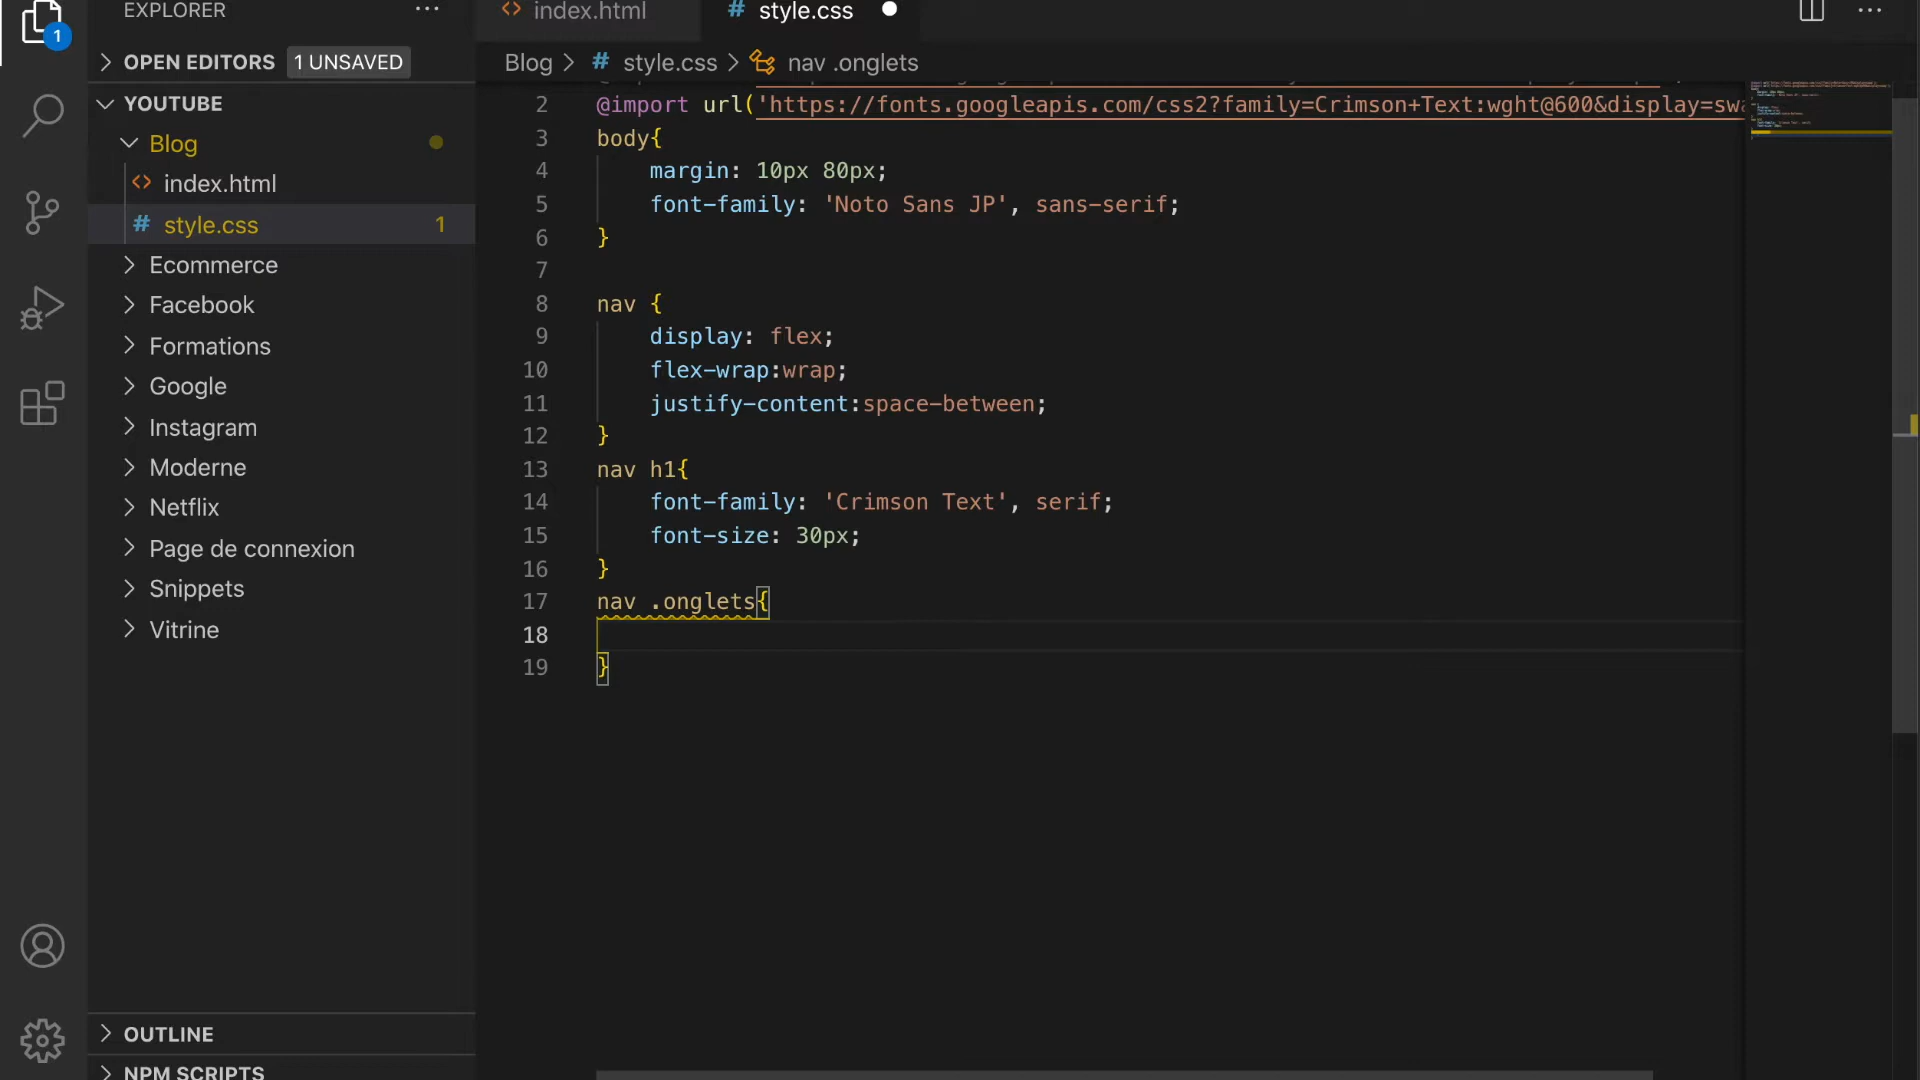 EXPLORER
index.html
# style.css
1
OPEN EDITORS 1 UNSAVED
Blog > # style.css > nav .onglets
YOUTUBE
Blog
index.html
# style.css 1
Ecommerce
Facebook
Formations
Google
Instagram
Moderne
Netflix
Page de connexion
Snippets
Vitrine
OUTLINE
NPM SCRIPTS
2 @import url('https://fonts.googleapis.com/css2?family=Crimson+Text:wght@600&display=swa
3 body{
4 margin: 10px 80px;
5 font-family: 'Noto Sans JP', sans-serif;
6 }
7
8 nav {
9 display: flex;
10 flex-wrap:wrap;
11 justify-content:space-between;
12 }
13 nav h1{
14 font-family: 'Crimson Text', serif;
15 font-size: 30px;
16 }
17 nav .onglets{
18
19 }